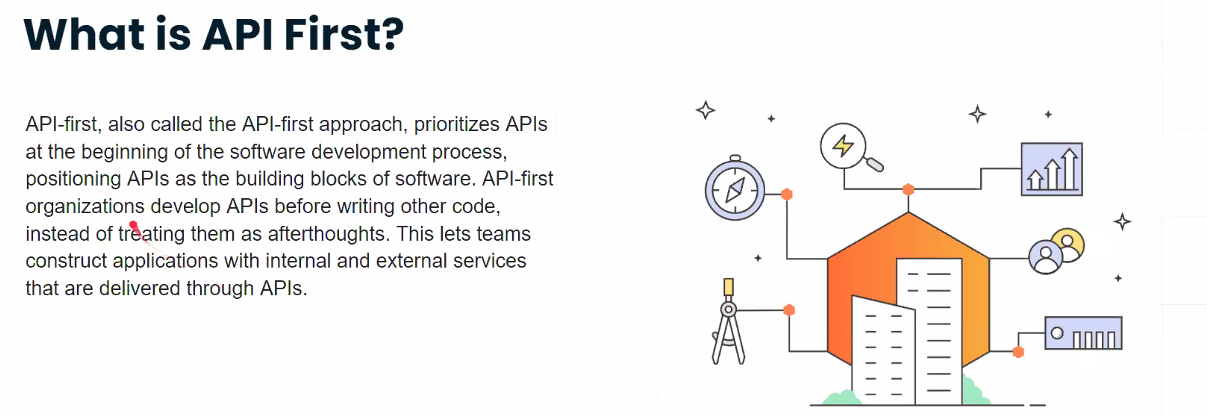 What is API First?
API-first, also called the API-first approach, prioritizes APIs
at the beginning of the software development process,
positioning APIs as the building blocks of software. API-first
organizations develop APIs before writing other code,
instead of treating them as afterthoughts. This lets teams
construct applications with internal and external services
that are delivered through APIs.